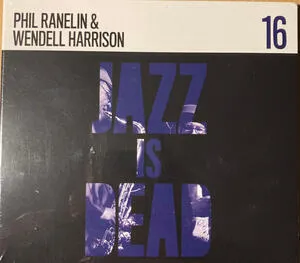 PHIL RANELIN &
WENDELL HARRISON
16
JAZZ
IS
DEAD